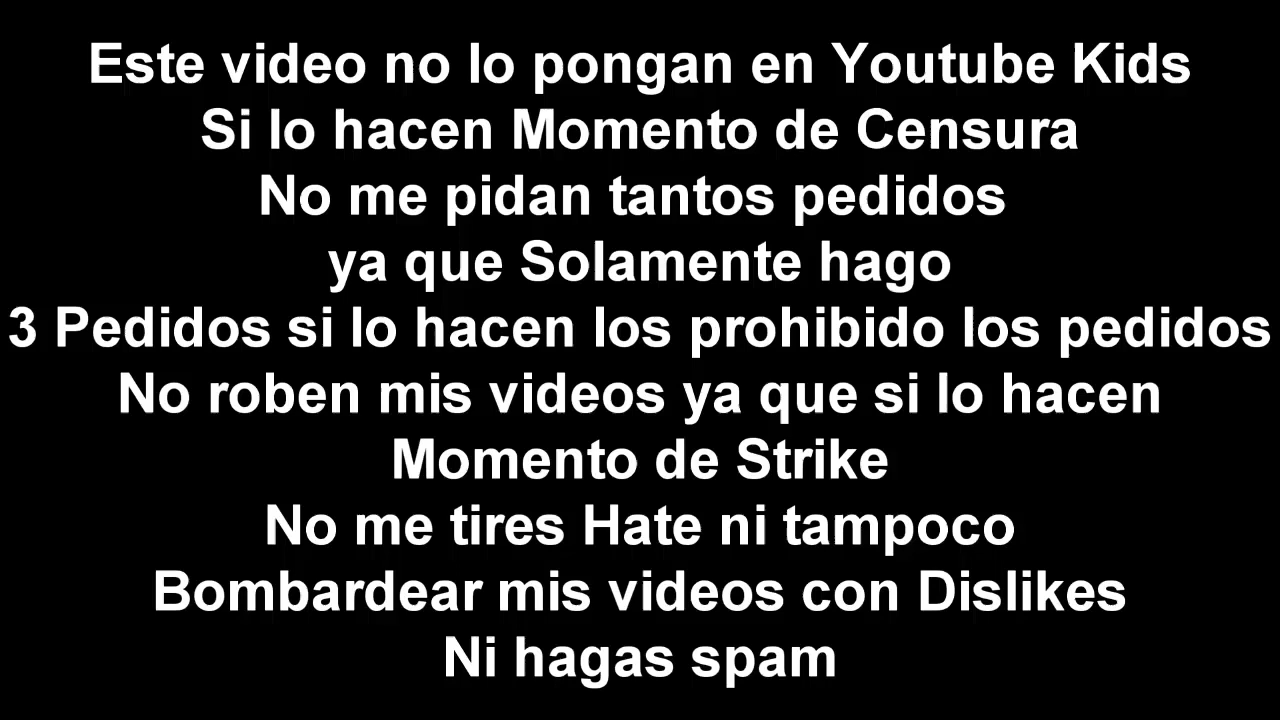 Este video no lo pongan en Youtube Kids
Si lo hacen Momento de Censura
No me pidan tantos pedidos
ya que Solamente hago
3 Pedidos si lo hacen los prohibido los pedidos
No roben mis videos ya que si lo hacen
Momento de Strike
No me tires Hate ni tampoco
Bombardear mis videos con Dislikes
Ni hagas spam